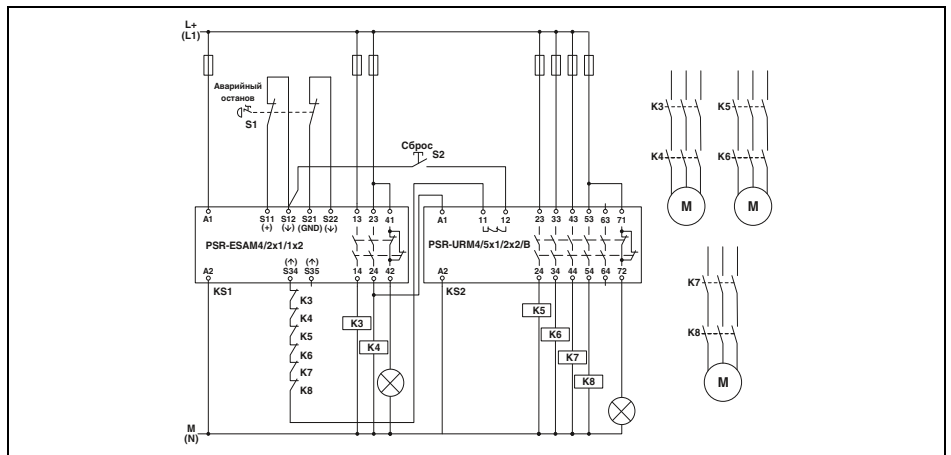 L+
(L1)
Аварийный
останов
S1
Сброс
S2
K3
K5
K4
K6
M
M
A1
S11
(+)
S12
(↓)
S21
(GND)
S22
(↓)
13
23
41
A1
11
12
23
33
43
53
63
71
PSR-ESAM4/2x1/1x2
PSR-URM4/5x1/2x2/B
A2
(↑)
S34
(↑)
S35
14
24
42
A2
24
34
44
54
64
72
KS1
KS2
K3
K4
K5
K6
K7
K8
K3
K4
K5
K6
K7
K8
K7
K8
M
M
(N)